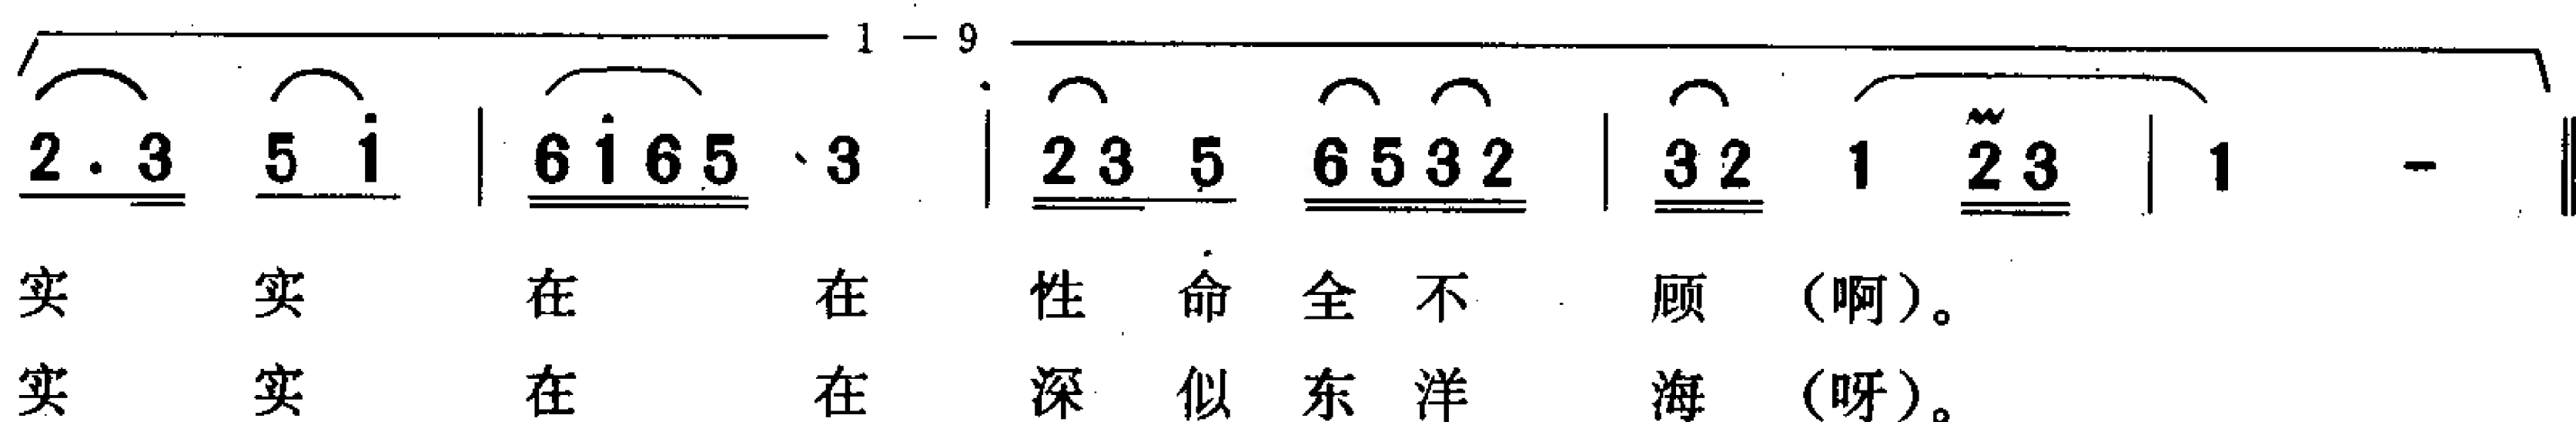 1 — 9
2 · 3 5 i | 6 i 6 5 、3 | 2 3 5 6 5 3 2 | 3 2 1 2 3 | 1 - ‖
实 实 在 在 性 命 全 不 顾 （啊）。
实 实 在 在 深 似 东 洋 海 （呀）。